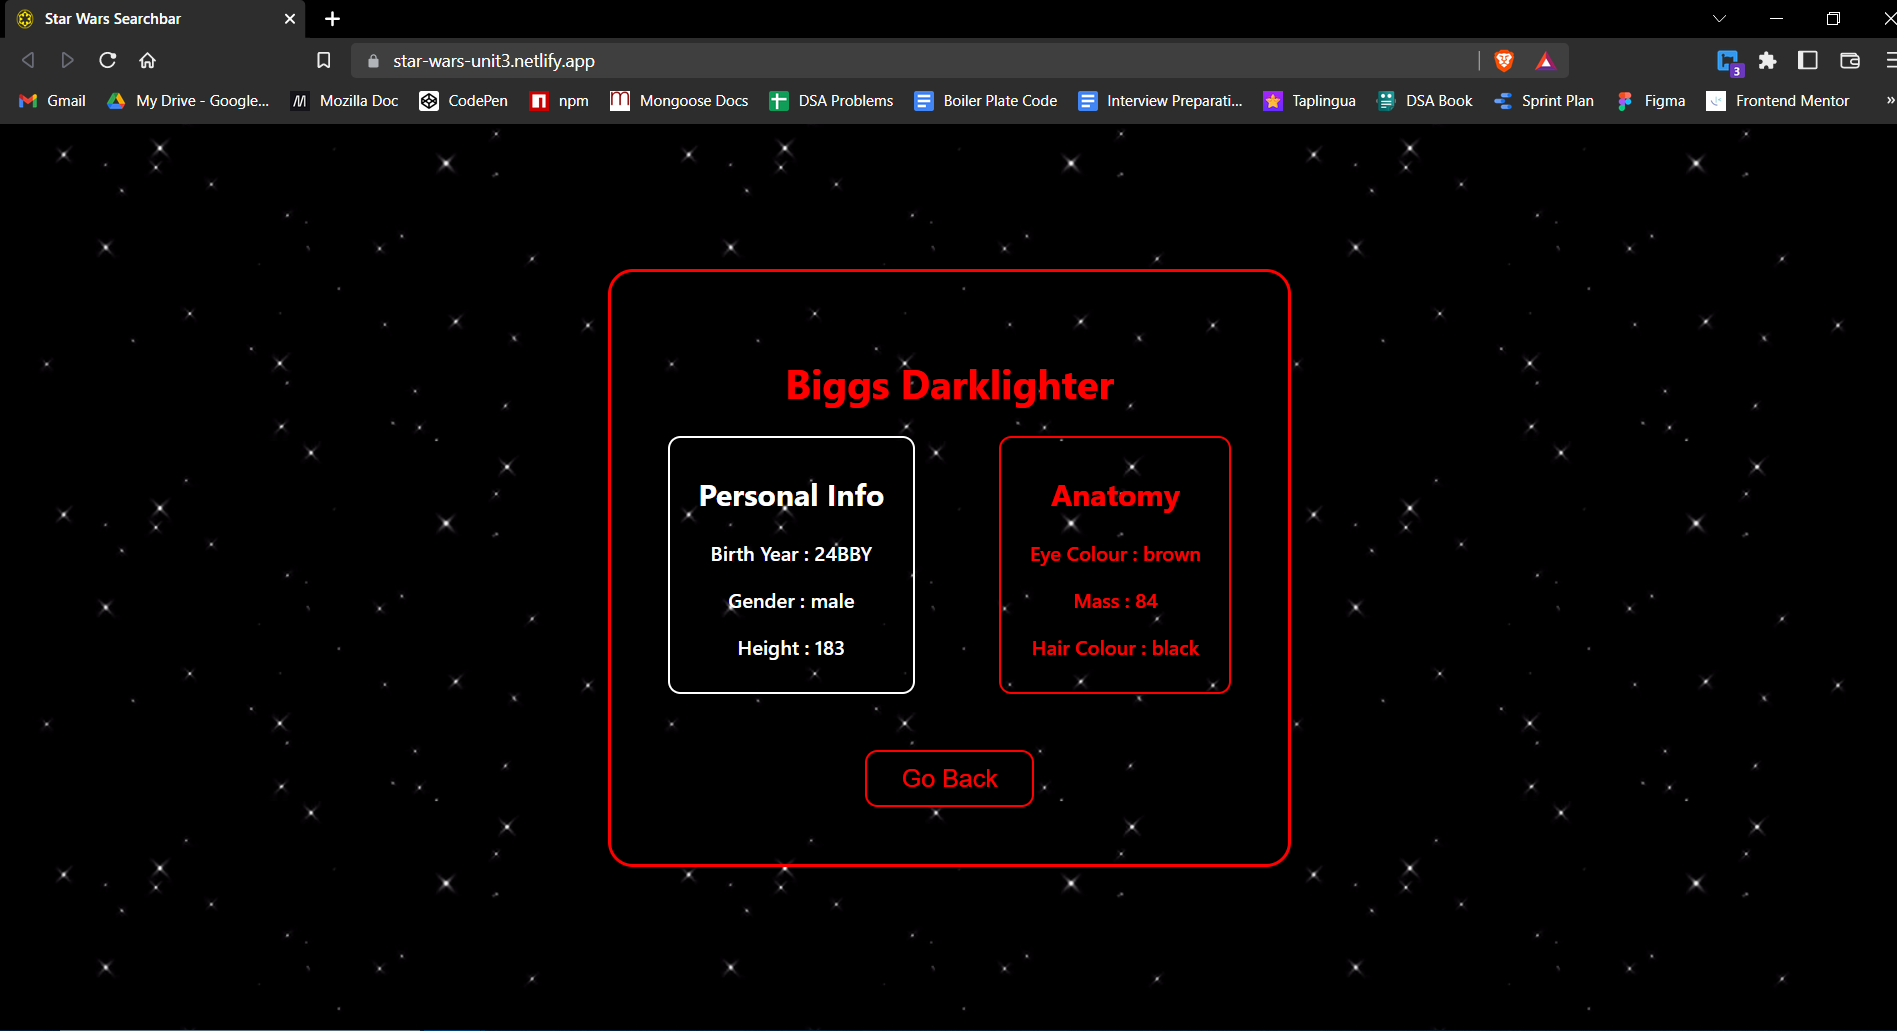 Star Wars Searchbar
star-wars-unit3.netlify.app
3
Gmail My Drive - Google... Mozilla Doc CodePen npm Mongoose Docs DSA Problems Boiler Plate Code Interview Preparati... Taplingua DSA Book Sprint Plan Figma Frontend Mentor »
Biggs Darklighter
Personal Info
Birth Year : 24BBY
Gender : male
Height : 183
Anatomy
Eye Colour : brown
Mass : 84
Hair Colour : black
Go Back